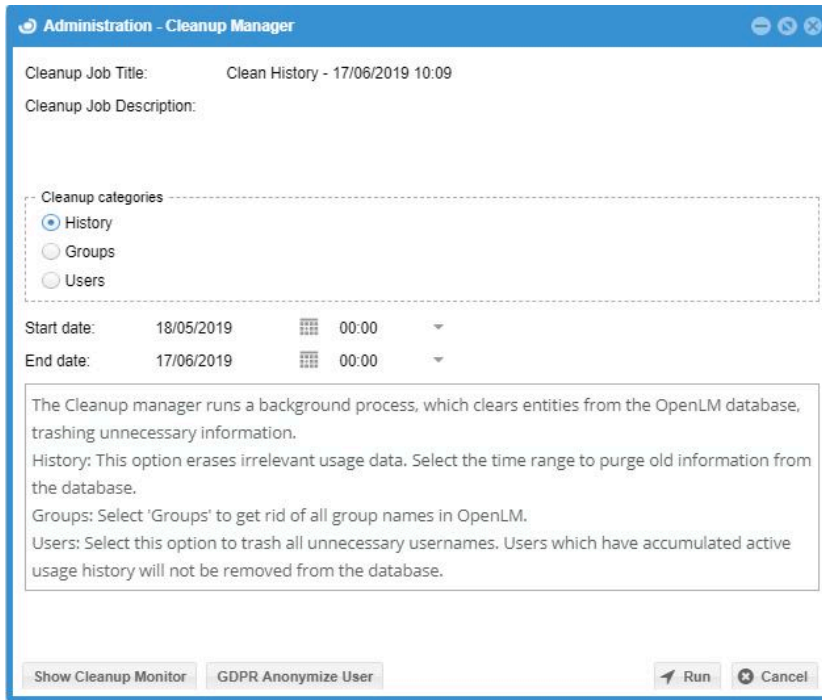 Administration - Cleanup Manager
Cleanup Job Title: Clean History - 17/06/2019 10:09
Cleanup Job Description:
Cleanup categories
History
Groups
Users
Start date: 18/05/2019 00:00
End date: 17/06/2019 00:00
The Cleanup manager runs a background process, which clears entities from the OpenLM database,
trashing unnecessary information.
History: This option erases irrelevant usage data. Select the time range to purge old information from
the database.
Groups: Select 'Groups' to get rid of all group names in OpenLM.
Users: Select this option to trash all unnecessary usernames. Users which have accumulated active
usage history will not be removed from the database.
Show Cleanup Monitor GDPR Anonymize User Run Cancel